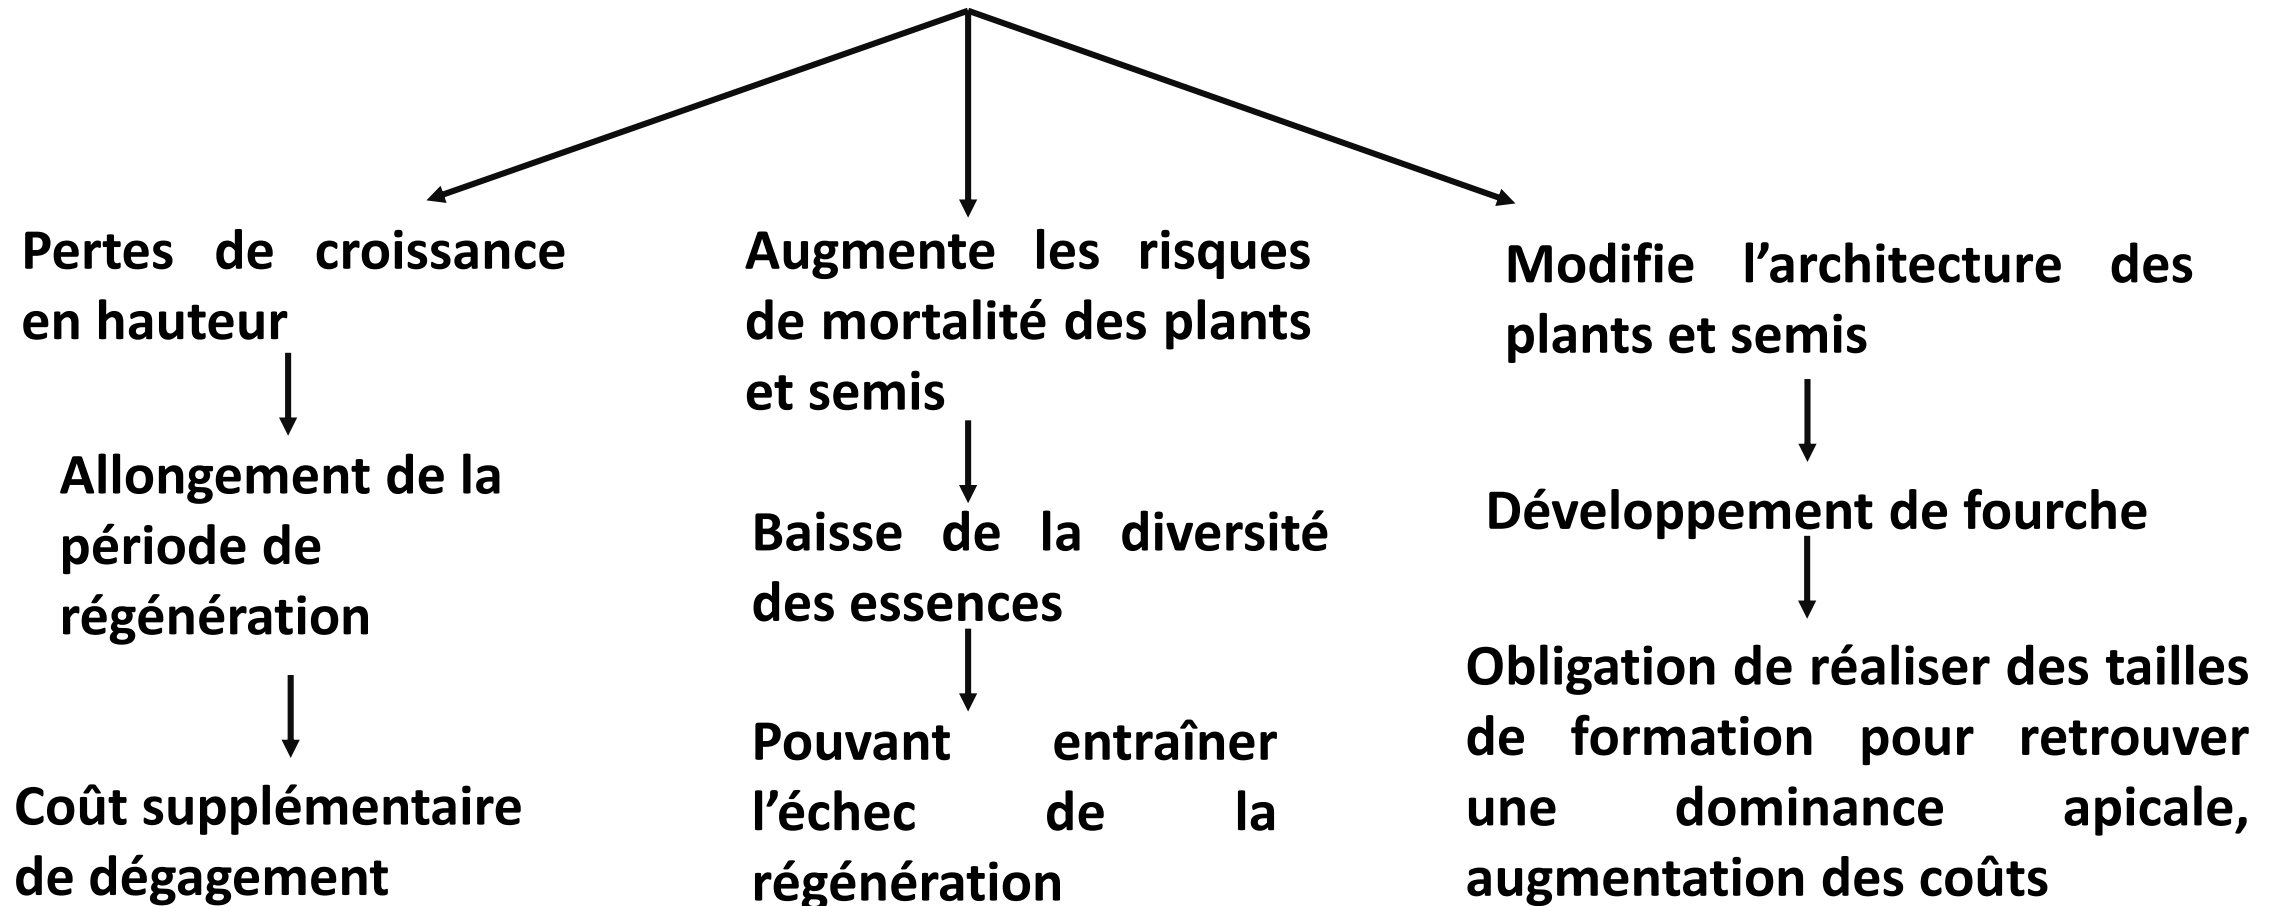 Pertes de croissance
en hauteur
Allongement de la
période de
régénération
Coût supplémentaire
de dégagement
Augmente les risques
de mortalité des plants
et semis
Baisse de la diversité
des essences
Pouvant entraîner
l’échec de la
régénération
Modifie l’architecture des
plants et semis
Développement de fourche
Obligation de réaliser des tailles
de formation pour retrouver
une dominance apicale,
augmentation des coûts